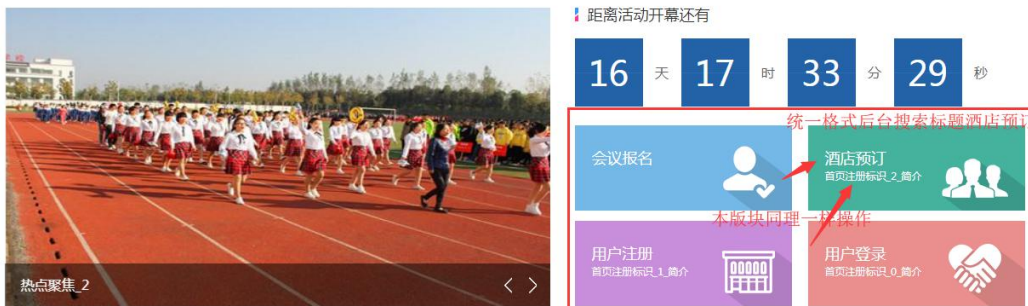 距离活动开幕还有
16 天 17 时 33 分 29 秒
统一格式后台搜索标题酒店预订
会议报名
酒店预订
首页注册标识_2_简介
本版块同理一样操作
用户注册
首页注册标识_1_简介
00000
用户登录
首页注册标识_0_简介
热点聚焦_2